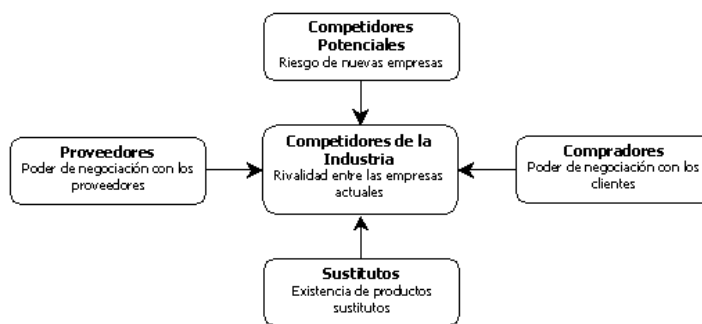 Competidores
Potenciales
Riesgo de nuevas empresas
Proveedores
Poder de negociación con los
proveedores
Competidores de la
Industria
Rivalidad entre las empresas
actuales
Compradores
Poder de negociación con los
clientes
Sustitutos
Existencia de productos
sustitutos